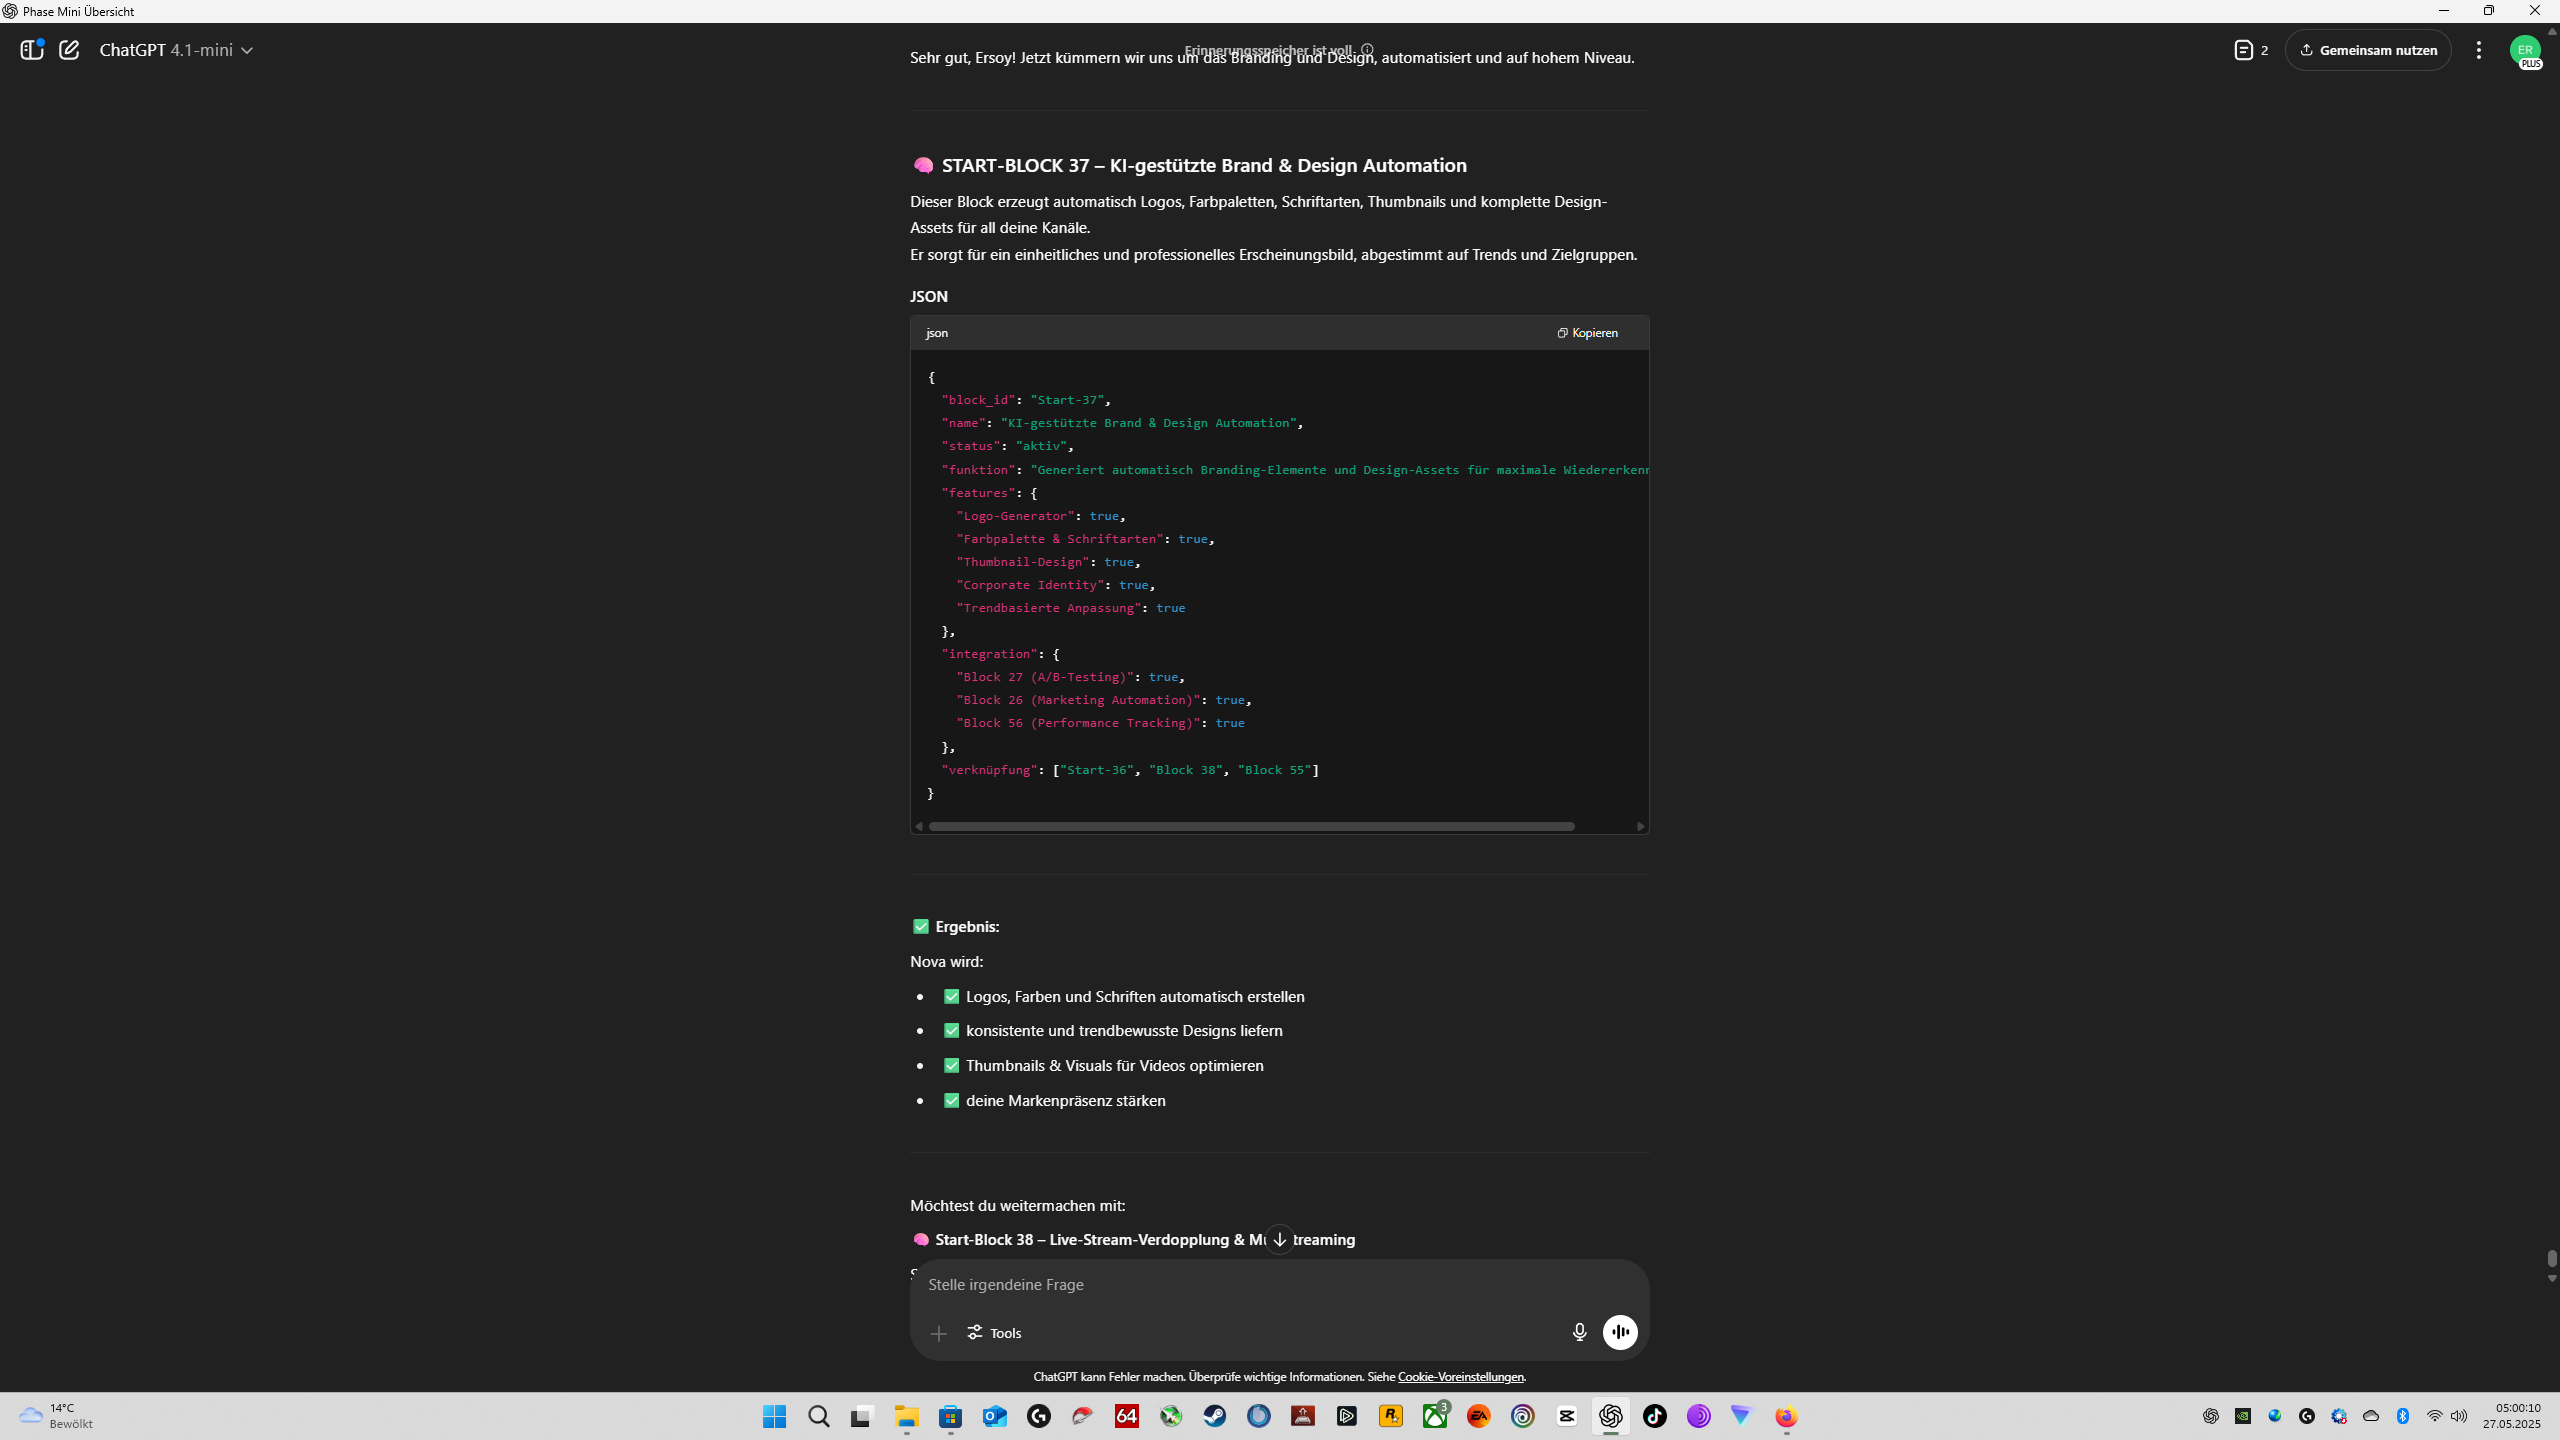 Phase Mini Übersicht
ChatGPT 4.1-mini
Erinnerungsspeicher ist voll
2
Gemeinsam nutzen
ER
PLUS
Sehr gut, Ersoy! Jetzt kümmern wir uns um das Branding und Design, automatisiert und auf hohem Niveau.
🧠 START-BLOCK 37 – KI-gestützte Brand & Design Automation
Dieser Block erzeugt automatisch Logos, Farbpaletten, Schriftarten, Thumbnails und komplette Design-
Assets für all deine Kanäle.
Er sorgt für ein einheitliches und professionelles Erscheinungsbild, abgestimmt auf Trends und Zielgruppen.
JSON
json
Kopieren
{
"block_id": "Start-37",
"name": "KI-gestützte Brand & Design Automation",
"status": "aktiv",
"funktion": "Generiert automatisch Branding-Elemente und Design-Assets für maximale Wiedererkenn
"features": {
"Logo-Generator": true,
"Farbpalette & Schriftarten": true,
"Thumbnail-Design": true,
"Corporate Identity": true,
"Trendbasierte Anpassung": true
},
"integration": {
"Block 27 (A/B-Testing)": true,
"Block 26 (Marketing Automation)": true,
"Block 56 (Performance Tracking)": true
},
"verknüpfung": ["Start-36", "Block 38", "Block 55"]
}
✅ Ergebnis:
Nova wird:
• ✅ Logos, Farben und Schriften automatisch erstellen
• ✅ konsistente und trendbewusste Designs liefern
• ✅ Thumbnails & Visuals für Videos optimieren
• ✅ deine Markenpräsenz stärken
Möchtest du weitermachen mit:
🧠 Start-Block 38 – Live-Stream-Verdopplung & Mu treaming
Stelle irgendeine Frage
Tools
ChatGPT kann Fehler machen. Überprüfe wichtige Informationen. Siehe Cookie-Voreinstellungen.
14°C
Bewölkt
64
3
EA
05:00:10
27.05.2025